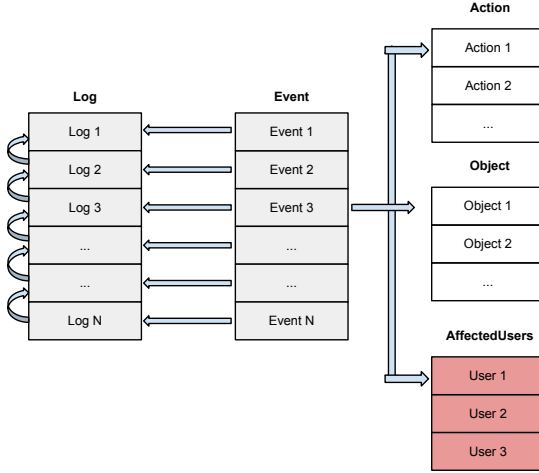 Action
Action 1
Action 2
...
Log
Log 1
Log 2
Log 3
...
...
Log N
Event
Event 1
Event 2
Event 3
...
...
Event N
Object
Object 1
Object 2
...
AffectedUsers
User 1
User 2
User 3